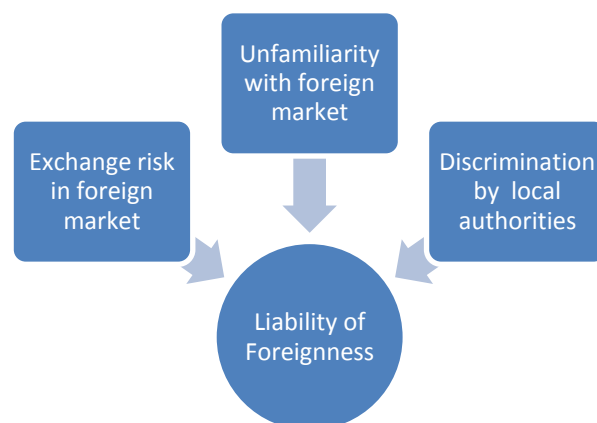 Unfamiliarity
with foreign
market
Exchange risk
in foreign
market
Discrimination
by local
authorities
Liability of
Foreignness